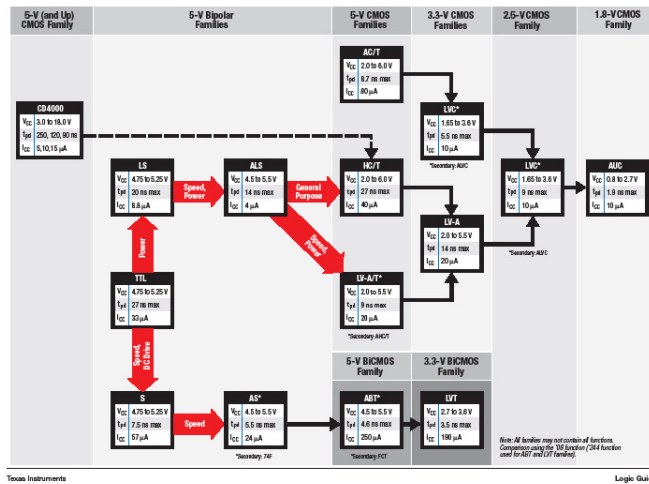 5-V (and Up)
CMOS Family
5-V Bipolar
Families
5-V CMOS
Families
3.3-V CMOS
Families
2.5-V CMOS
Family
1.8-V CMOS
Family
CD4000
VCC 3.0 to 18.0 V
tpd 250, 120, 90 ns
ICC 5,10,15 µA
AC/T
VCC 2.0 to 6.0 V
tpd 8.7 ns max
ICC 80 µA
LVC*
VCC 1.65 to 3.6 V
tpd 5.5 ns max
ICC 10 µA
*Secondary: ALVC
LS
VCC 4.75 to 5.25 V
tpd 20 ns max
ICC 8.8 µA
Speed,
Power
ALS
VCC 4.5 to 5.5 V
tpd 14 ns max
ICC 4 µA
General
Purpose
HC/T
VCC 2.0 to 6.0 V
tpd 27 ns max
ICC 40 µA
LVC*
VCC 1.65 to 3.6 V
tpd 9 ns max
ICC 10 µA
*Secondary: ALVC
AUC
VCC 0.8 to 2.7 V
tpd 1.9 ns max
ICC 10 µA
Speed,
Power
LV-A
VCC 2.0 to 5.5 V
tpd 14 ns max
ICC 20 µA
Power
TTL
VCC 4.75 to 5.25 V
tpd 27 ns max
ICC 33 µA
LV-A/T*
VCC 2.0 to 5.5 V
tpd 9 ns max
ICC 20 µA
*Secondary: AHC/T
Speed,
DC Drive
5-V BiCMOS
Family
3.3-V BiCMOS
Family
S
VCC 4.75 to 5.25 V
tpd 7.5 ns max
ICC 57 µA
Speed
AS*
VCC 4.5 to 5.5 V
tpd 5.5 ns max
ICC 24 µA
*Secondary: 74F
ABT*
VCC 4.5 to 5.5 V
tpd 4.6 ns max
ICC 250 µA
*Secondary: FCT
LVT
VCC 2.7 to 3.6 V
tpd 3.5 ns max
ICC 190 µA
Note: All families may not contain all functions.
Comparison using the '08 function ('244 function
used for ABT and LVT families).
Texas Instruments
Logic Gui